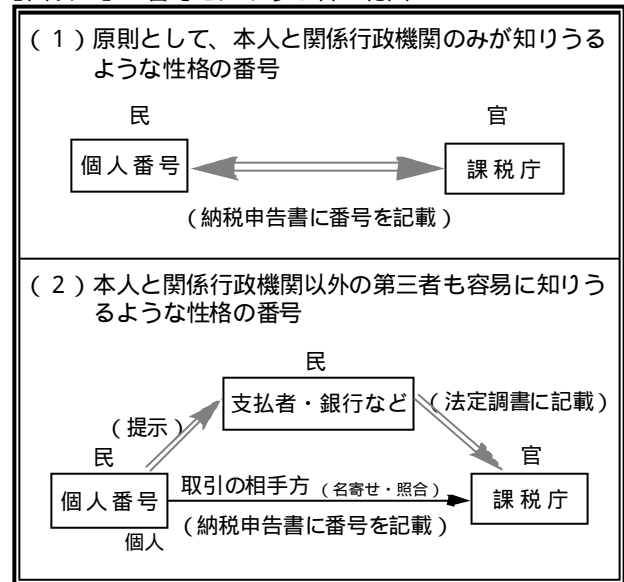 (1)原則として、本人と関係行政機関のみが知りうる
ような性格の番号
民 官
個人番号 課税庁
(納税申告書に番号を記載)
(2)本人と関係行政機関以外の第三者も容易に知りう
るような性格の番号
民
支払者・銀行など (法定調書に記載)
(提示)
民 官
取引の相手方 (名寄せ・照合)
個人番号 課税庁
(納税申告書に番号を記載)
個人